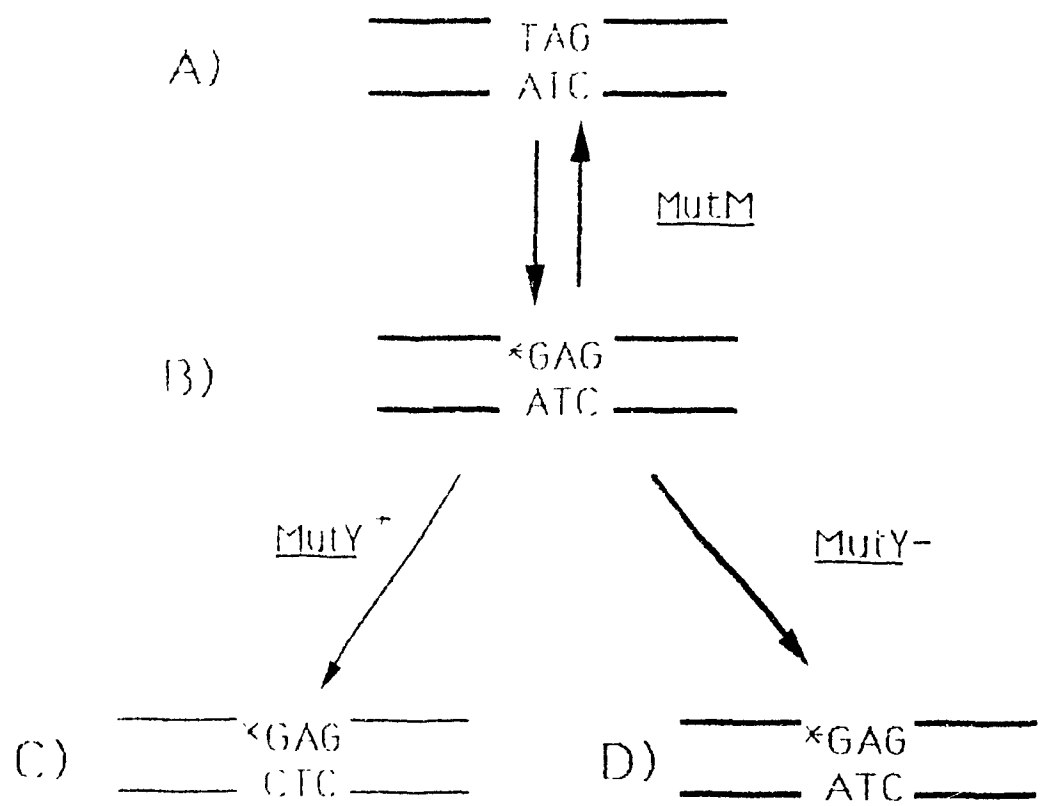 TAG
A)
ATC
MutM
*GAG
B)
ATC
MutY+
MutY-
*GAG
C)
CTC
*GAG
D)
ATC